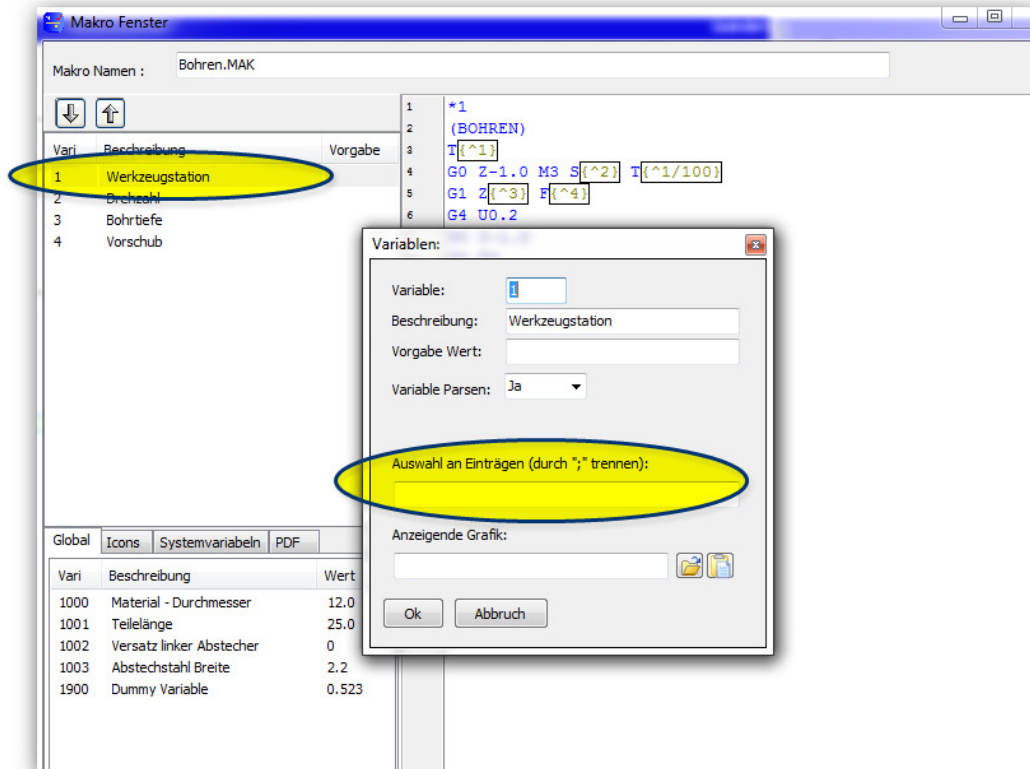 Makro Fenster
Makro Namen :
Bohren.MAK
Vari Beschreibung Vorgabe
1 Werkzeugstation
2 Drehzahl
3 Bohrtiefe
4 Vorschub
1 *1
2 (BOHREN)
3 T{^1}
4 G0 Z-1.0 M3 S{^2} T{^1/100}
5 G1 Z{^3} F{^4}
6 G4 U0.2
Variablen:
Variable: 1
Beschreibung: Werkzeugstation
Vorgabe Wert:
Variable Parsen: Ja
Auswahl an Einträgen (durch ";" trennen):
Anzeigende Grafik:
Ok Abbruch
Global Icons Systemvariabeln PDF
Vari Beschreibung Wert
1000 Material - Durchmesser 12.0
1001 Teilelänge 25.0
1002 Versatz linker Abstecher 0
1003 Abstechstahl Breite 2.2
1900 Dummy Variable 0.523